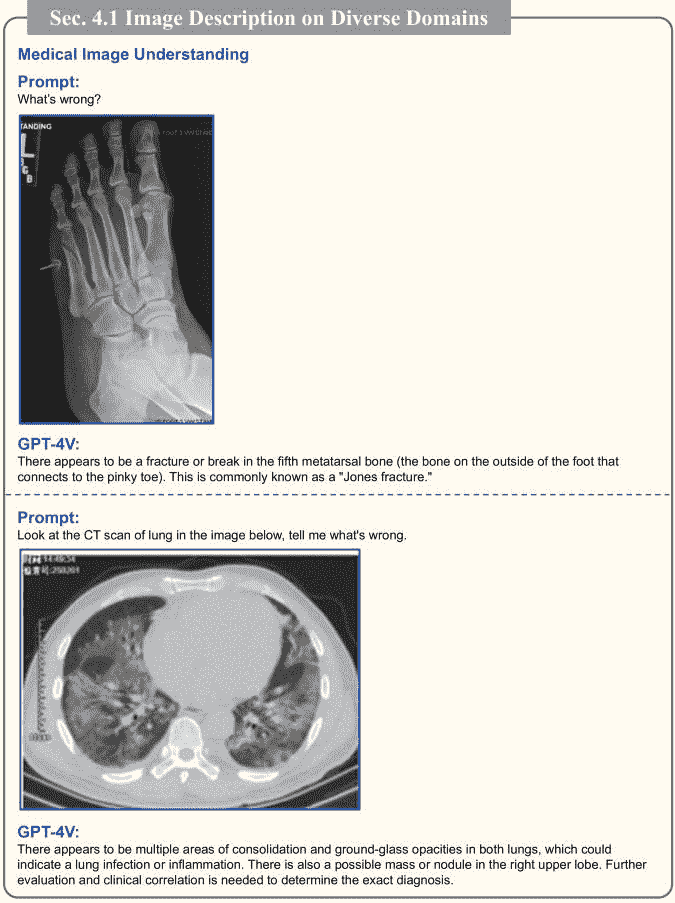 Sec. 4.1 Image Description on Diverse Domains
Medical Image Understanding
Prompt:
What's wrong?
TANDING
L
G
B
GPT-4V:
There appears to be a fracture or break in the fifth metatarsal bone (the bone on the outside of the foot that
connects to the pinky toe). This is commonly known as a "Jones fracture."
Prompt:
Look at the CT scan of lung in the image below, tell me what's wrong.
GPT-4V:
There appears to be multiple areas of consolidation and ground-glass opacities in both lungs, which could
indicate a lung infection or inflammation. There is also a possible mass or nodule in the right upper lobe. Further
evaluation and clinical correlation is needed to determine the exact diagnosis.